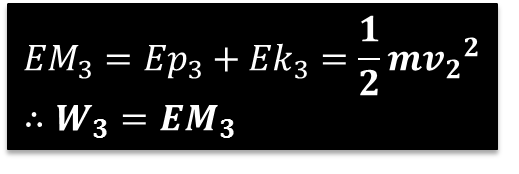 EM₃ = Ep₃ + Ek₃ = 1/2 mv₂²
∴ W₃ = EM₃